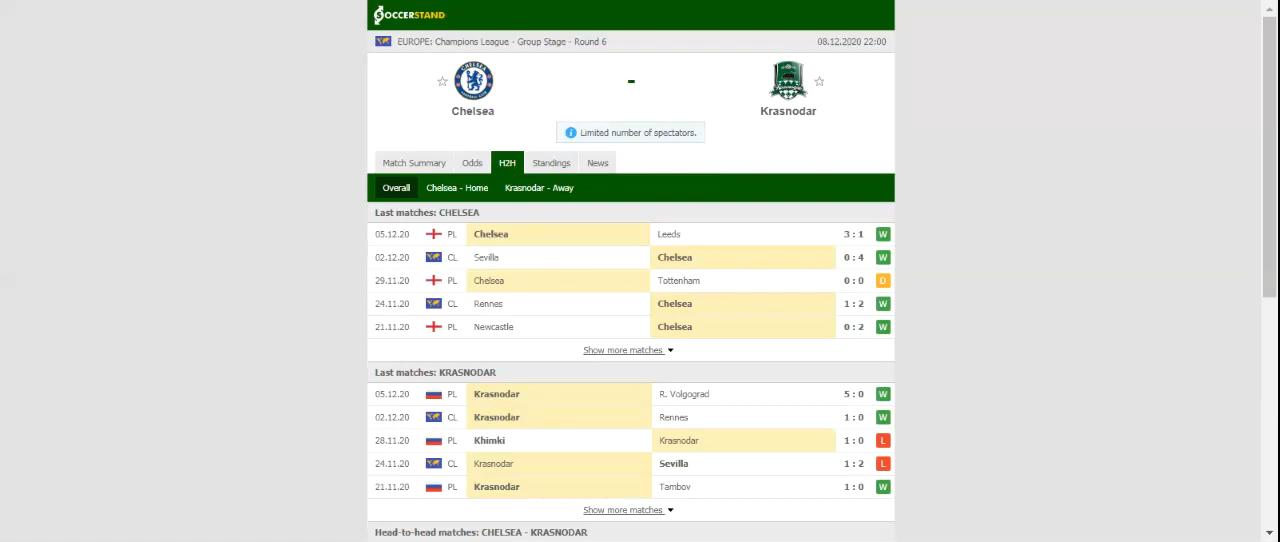 SOCCERSTAND
EUROPE: Champions League - Group Stage - Round 6 08.12.2020 22:00
-
Chelsea Krasnodar
Limited number of spectators.
Match Summary Odds H2H Standings News
Overall Chelsea - Home Krasnodar - Away
Last matches: CHELSEA
05.12.20 PL Chelsea Leeds 3 : 1 W
02.12.20 CL Sevilla Chelsea 0 : 4 W
29.11.20 PL Chelsea Tottenham 0 : 0 D
24.11.20 CL Rennes Chelsea 1 : 2 W
21.11.20 PL Newcastle Chelsea 0 : 2 W
Show more matches
Last matches: KRASNODAR
05.12.20 PL Krasnodar R. Volgograd 5 : 0 W
02.12.20 CL Krasnodar Rennes 1 : 0 W
28.11.20 PL Khimki Krasnodar 1 : 0 L
24.11.20 CL Krasnodar Sevilla 1 : 2 L
21.11.20 PL Krasnodar Tambov 1 : 0 W
Show more matches
Head-to-head matches: CHELSEA - KRASNODAR